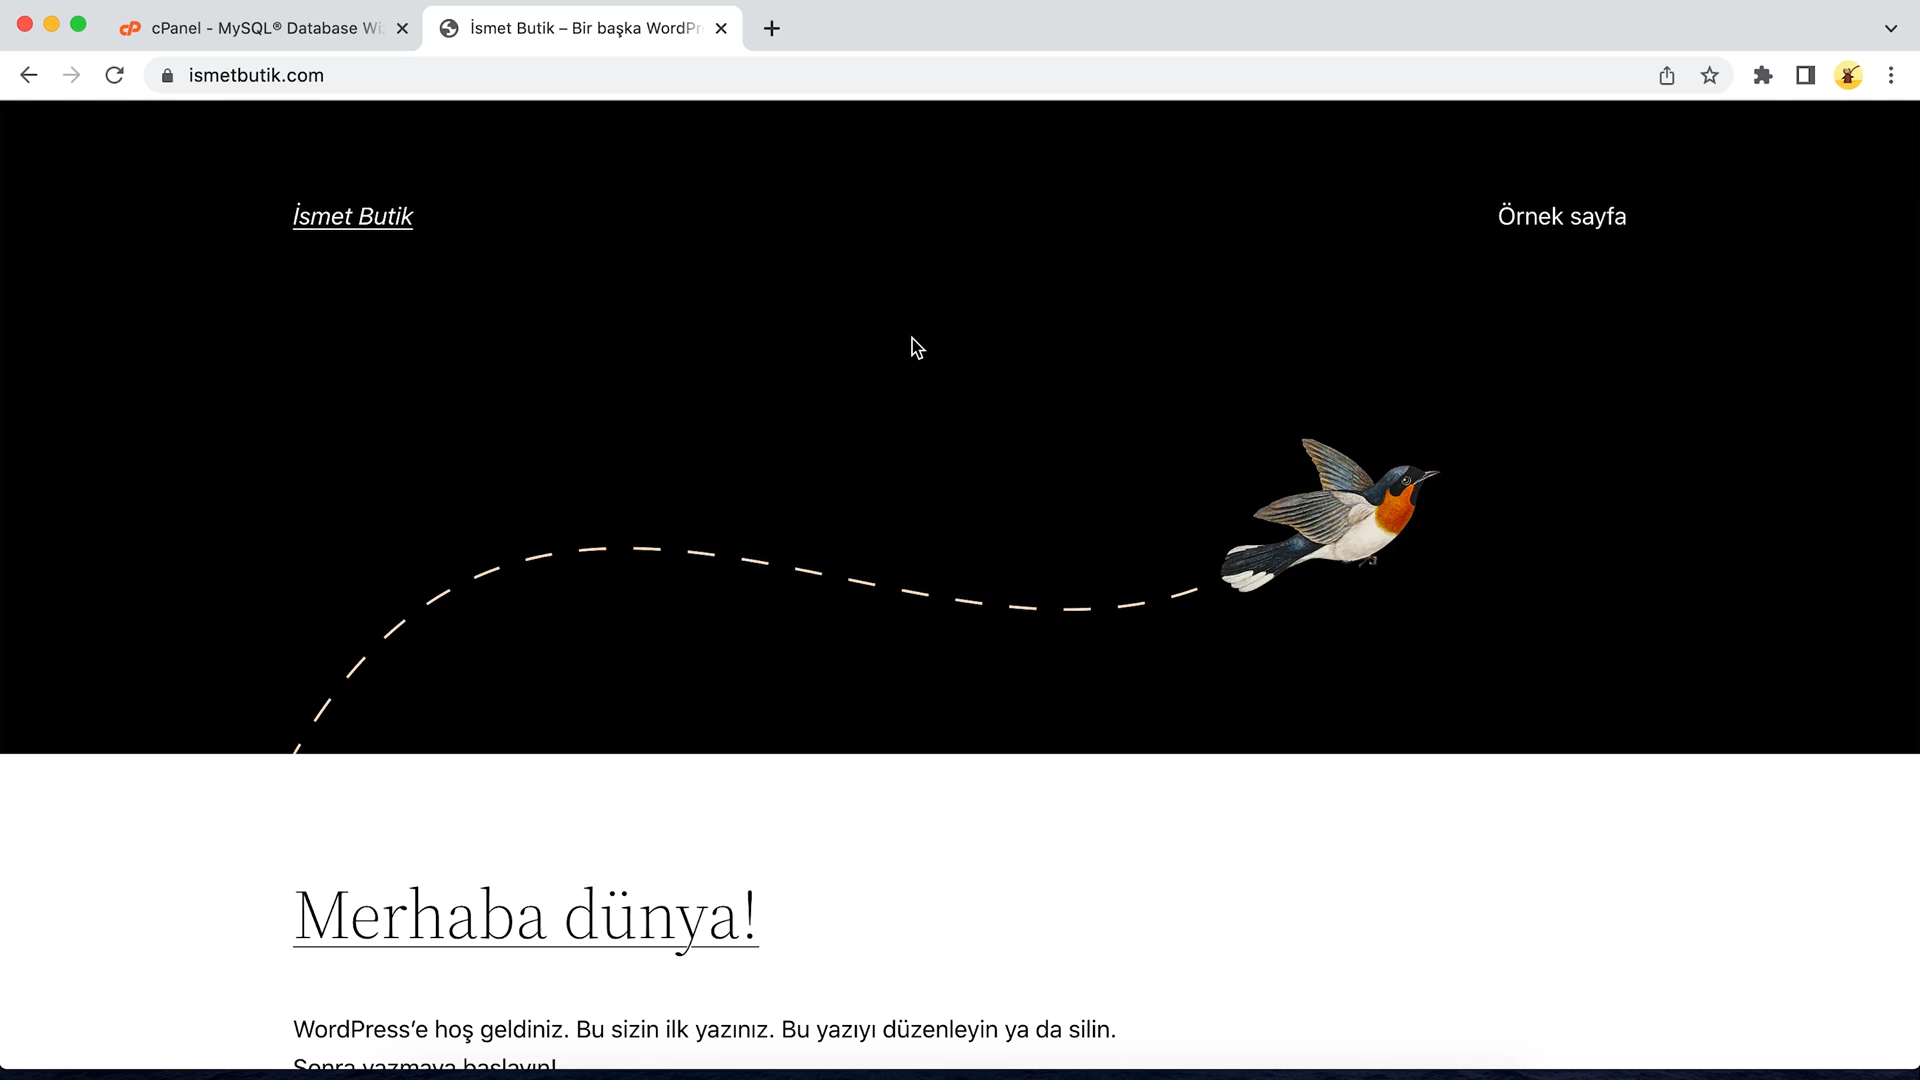 cPanel - MySQL® Database Wi
İsmet Butik – Bir başka WordPr
ismetbutik.com
İsmet Butik
Örnek sayfa
Merhaba dünya!
WordPress’e hoş geldiniz. Bu sizin ilk yazınız. Bu yazıyı düzenleyin ya da silin.
Sonra yazmaya başlayın!